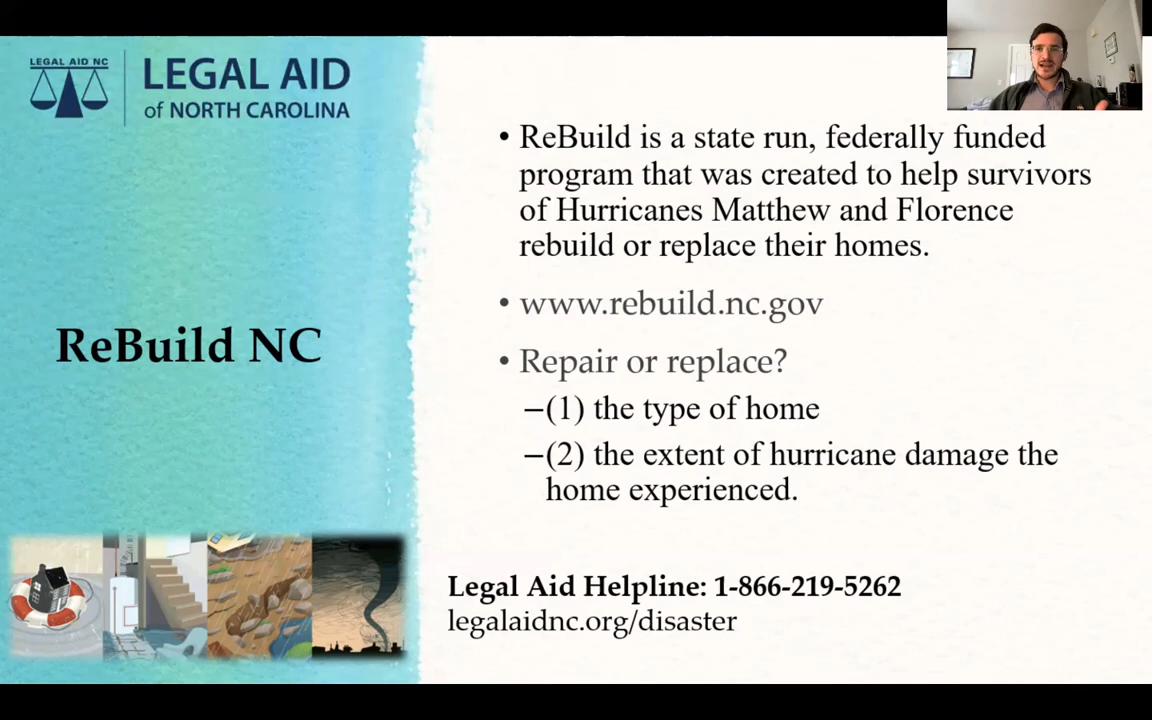 LEGAL AID NC
LEGAL AID
of NORTH CAROLINA
ReBuild NC
• ReBuild is a state run, federally funded
program that was created to help survivors
of Hurricanes Matthew and Florence
rebuild or replace their homes.
• www.rebuild.nc.gov
• Repair or replace?
–(1) the type of home
–(2) the extent of hurricane damage the
home experienced.
Legal Aid Helpline: 1-866-219-5262
legalaidnc.org/disaster